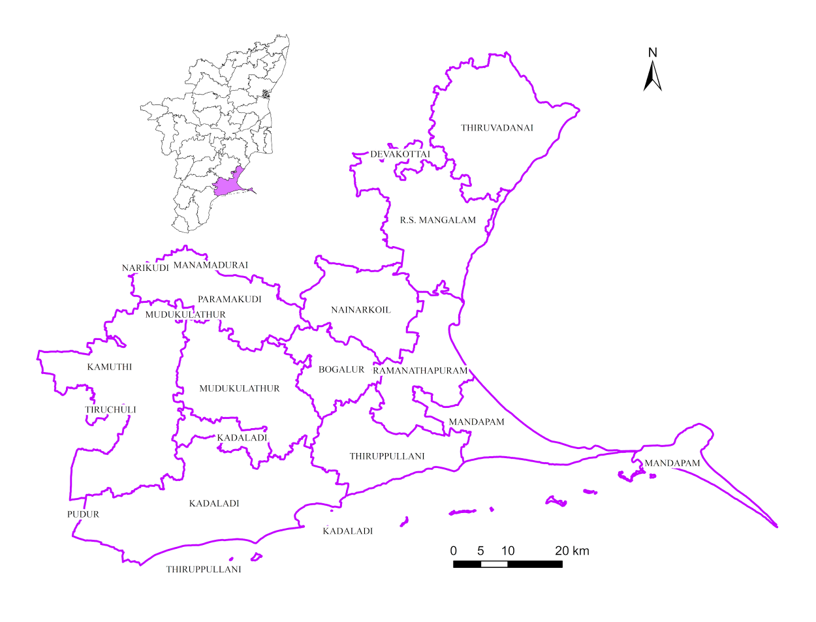 N
THIRUVADANAI
DEVAKOTTAI
R.S. MANGALAM
NARIKUDI
MANAMADURAI
PARAMAKUDI
MUDUKULATHUR
NAINARKOIL
KAMUTHI
BOGALUR
RAMANATHAPURAM
MUDUKULATHUR
TIRUCHULI
MANDAPAM
KADALADI
THIRUPPULLANI
MANDAPAM
KADALADI
PUDUR
KADALADI
THIRUPPULLANI
0 5 10 20 km